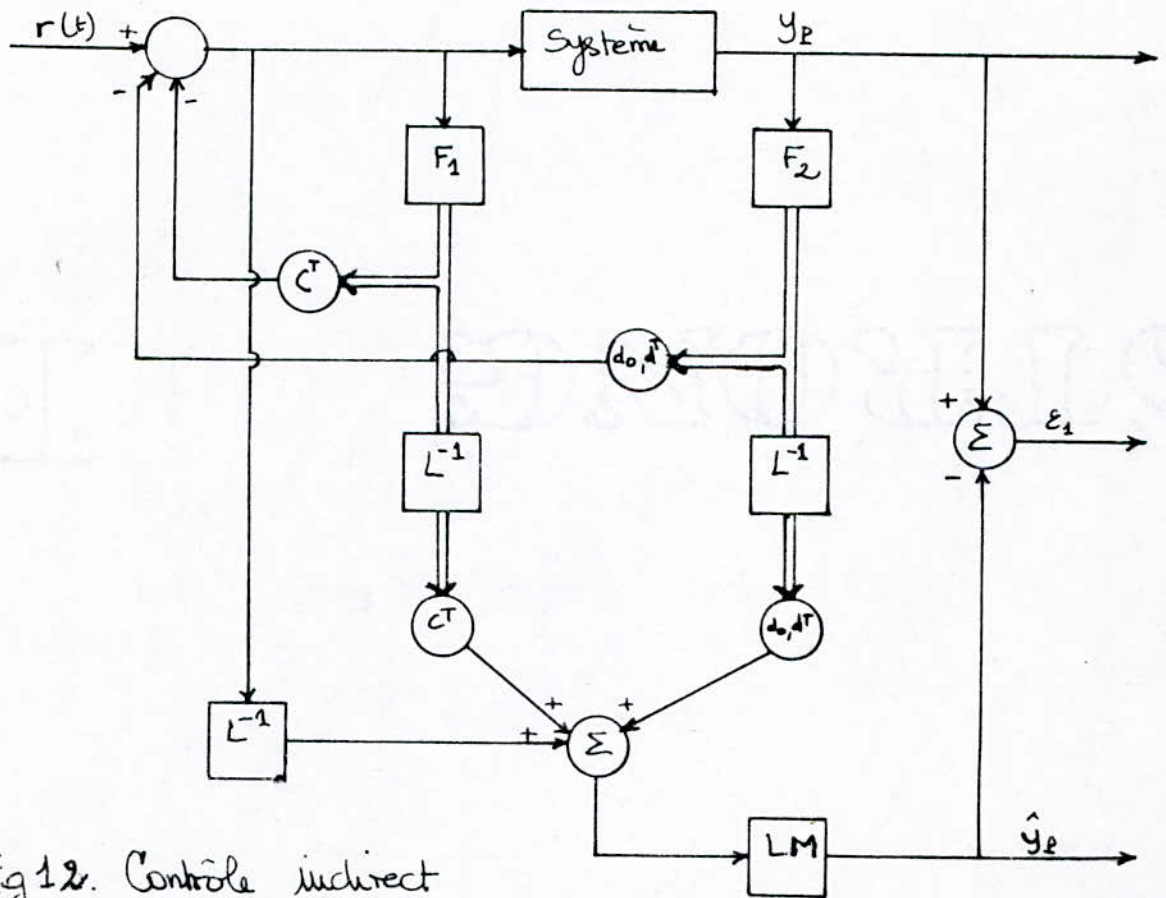 r(t) +
Système
y_P
- -
F₁
F₂
Cᵀ
d₀, dᵀ
+
Σ
ε₁
-
L⁻¹
L⁻¹
Cᵀ
d₀, dᵀ
+ +
L⁻¹
+
Σ
LM
ŷ_P
g 12. Contrôle indirect